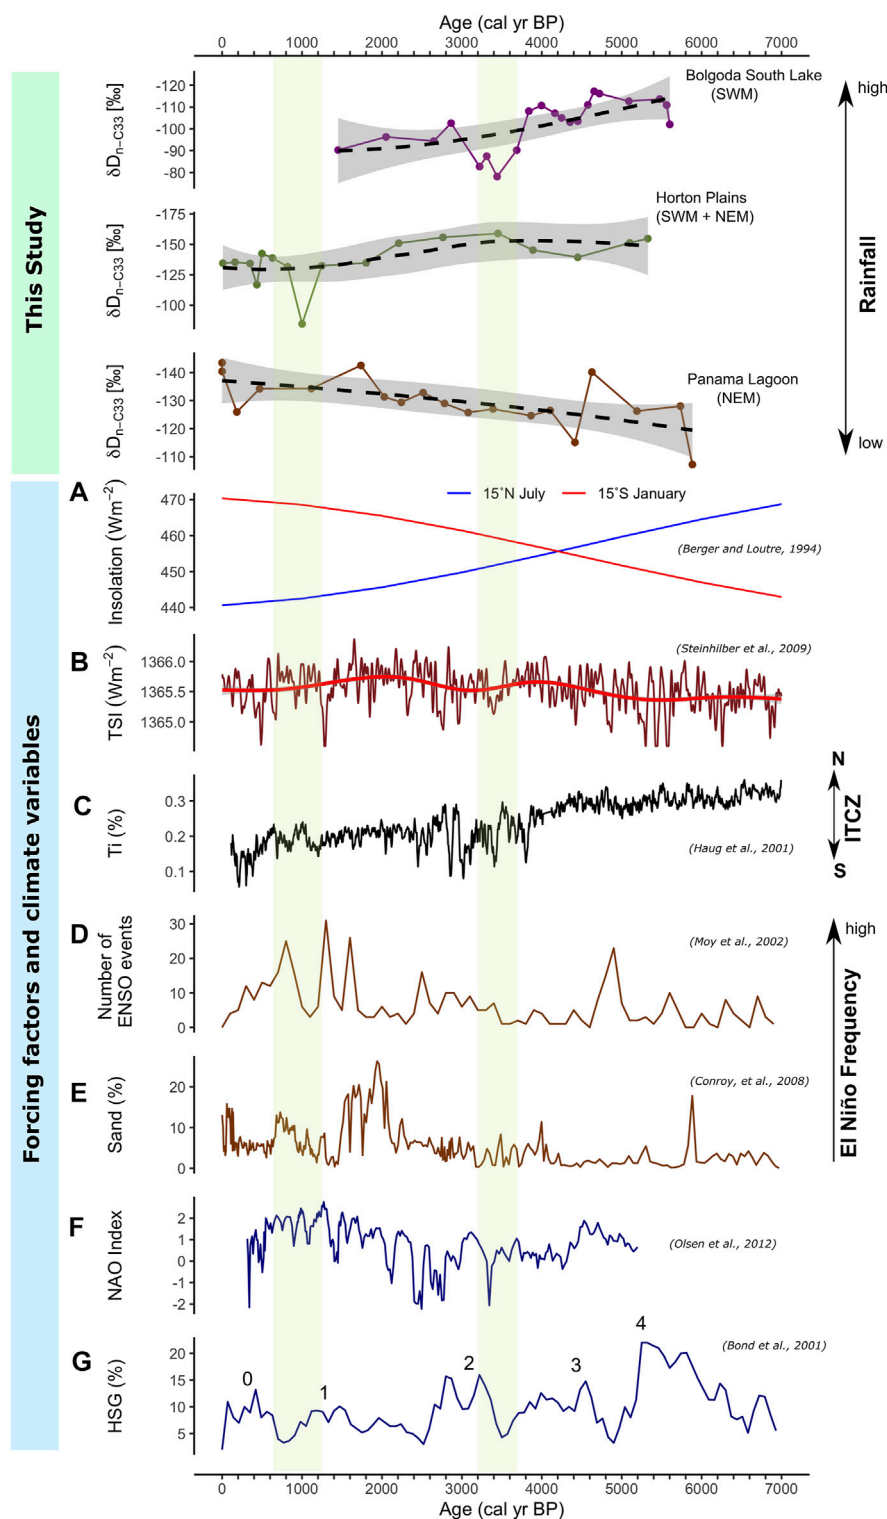 Age (cal yr BP)
0 1000 2000 3000 4000 5000 6000 7000
This Study
δDn−C33 [‰]
-120
-110
-100
-90
-80
Bolgoda South Lake
(SWM)
δDn−C33 [‰]
-175
-150
-125
-100
Horton Plains
(SWM + NEM)
δDn−C33 [‰]
-140
-130
-120
-110
Panama Lagoon
(NEM)
high
Rainfall
low
Forcing factors and climate variables
A
Insolation (Wm−2)
470
460
450
440
15°N July
15°S January
(Berger and Loutre, 1994)
B
TSI (Wm−2)
1366.0
1365.5
1365.0
(Steinhilber et al., 2009)
C
Ti (%)
0.3
0.2
0.1
(Haug et al., 2001)
N
ITCZ
S
D
Number of
ENSO events
30
20
10
0
(Moy et al., 2002)
high
El Niño Frequency
E
Sand (%)
20
10
0
(Conroy, et al., 2008)
F
NAO Index
2
1
0
-1
-2
(Olsen et al., 2012)
G
HSG (%)
20
15
10
5
0
1
2
3
4
(Bond et al., 2001)
0 1000 2000 3000 4000 5000 6000 7000
Age (cal yr BP)